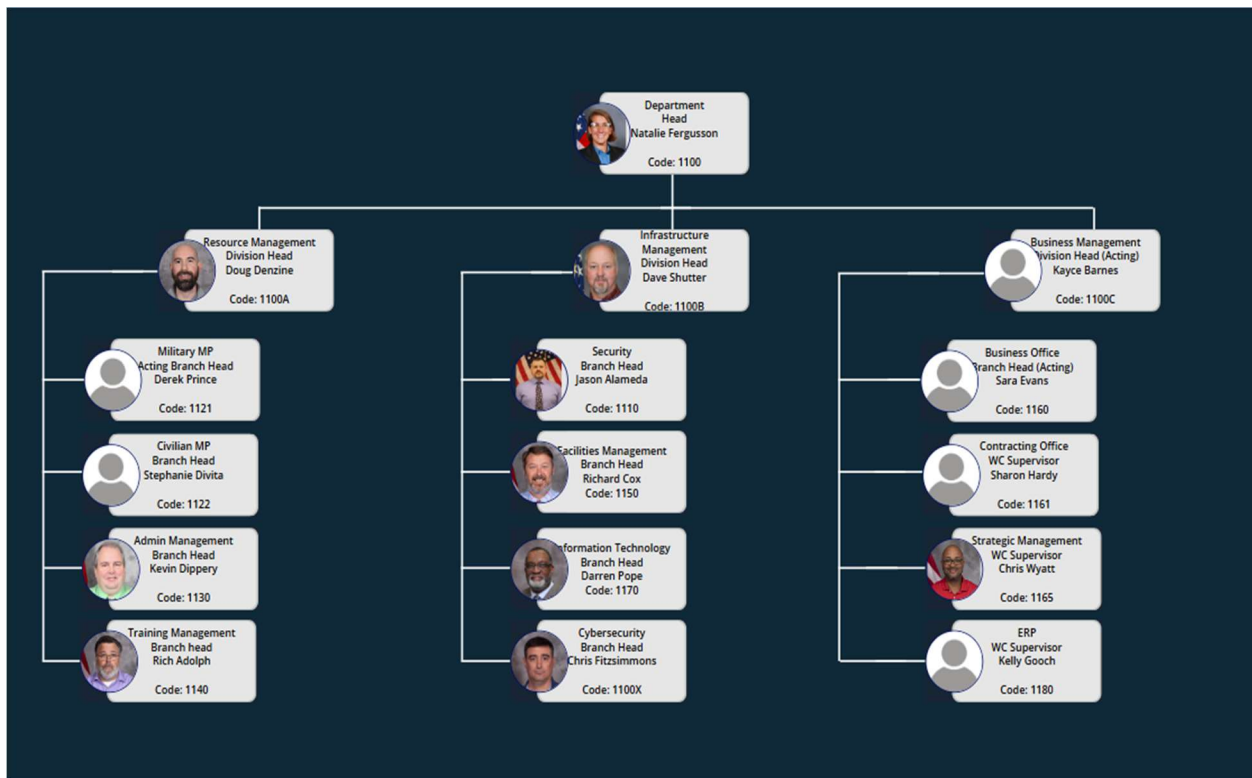 Department
Head
Natalie Fergusson
Code: 1100
Resource Management
Division Head
Doug Denzine
Code: 1100A
Infrastructure
Management
Division Head
Dave Shutter
Code: 1100B
Business Management
Division Head (Acting)
Kayce Barnes
Code: 1100C
Military MP
Acting Branch Head
Derek Prince
Code: 1121
Civilian MP
Branch Head
Stephanie Divita
Code: 1122
Admin Management
Branch Head
Kevin Dippery
Code: 1130
Training Management
Branch head
Rich Adolph
Code: 1140
Security
Branch Head
Jason Alameda
Code: 1110
Facilities Management
Branch Head
Richard Cox
Code: 1150
Information Technology
Branch Head
Darren Pope
Code: 1170
Cybersecurity
Branch Head
Chris Fitzsimmons
Code: 1100X
Business Office
Branch Head (Acting)
Sara Evans
Code: 1160
Contracting Office
WC Supervisor
Sharon Hardy
Code: 1161
Strategic Management
WC Supervisor
Chris Wyatt
Code: 1165
ERP
WC Supervisor
Kelly Gooch
Code: 1180